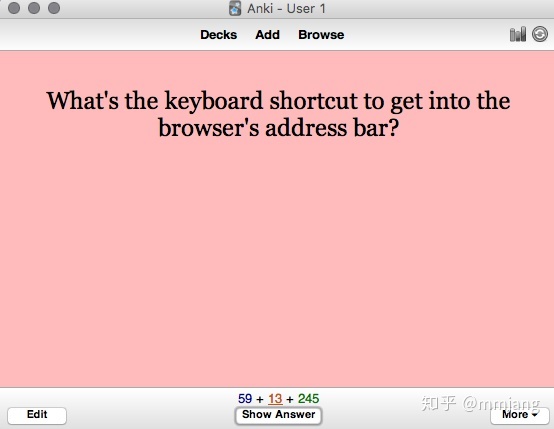 Anki - User 1
Decks Add Browse
What's the keyboard shortcut to get into the
browser's address bar?
59 + 13 + 245
Edit Show Answer More
知乎 @mmjang